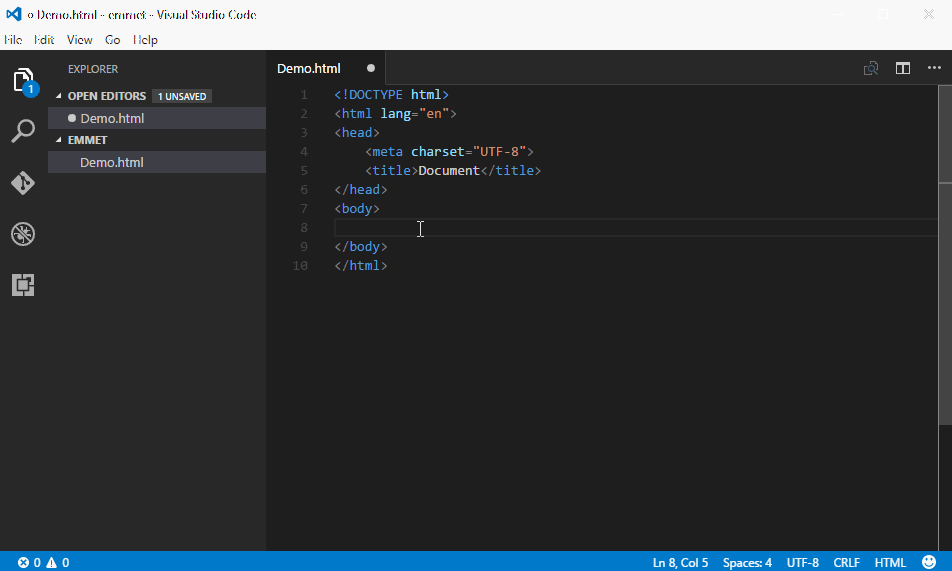 Demo.html - emmet - Visual Studio Code
File Edit View Go Help
EXPLORER
OPEN EDITORS 1 UNSAVED
Demo.html
EMMET
Demo.html
1
Demo.html
1 <!DOCTYPE html>
2 <html lang="en">
3 <head>
4     <meta charset="UTF-8">
5     <title>Document</title>
6 </head>
7 <body>
8
9 </body>
10 </html>
0 0 Ln 8, Col 5 Spaces: 4 UTF-8 CRLF HTML